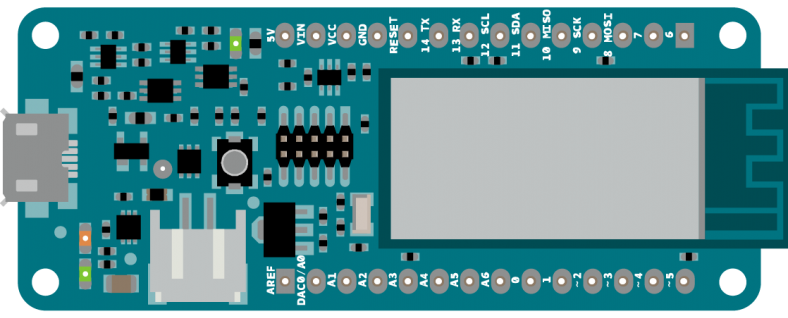 5V VIN VCC GND RESET 14 TX 13 RX 12 SCL 11 SDA 10 MISO 9 SCK 8 MOSI 7 6
AREF DAC0/A0 A1 A2 A3 A4 A5 A6 0 1 ~2 ~3 ~4 ~5